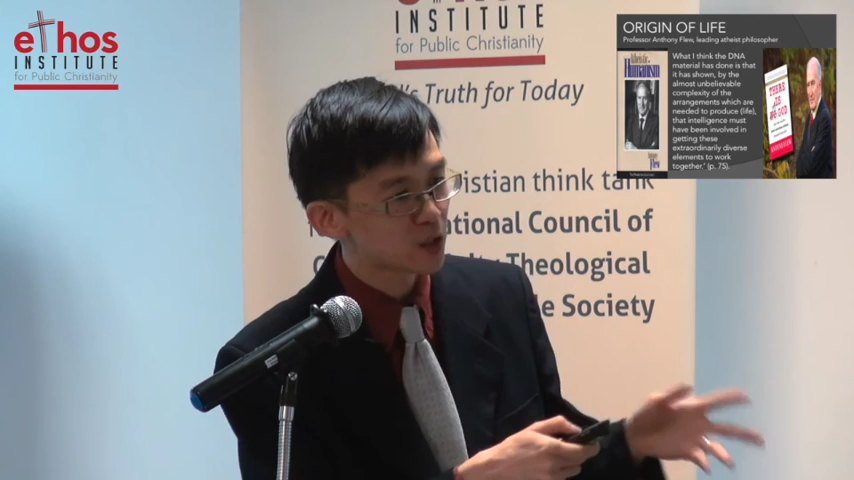 ethos
INSTITUTE
for Public Christianity
INSTITUTE
for Public Christianity
Truth for Today
istian think tank
ational Council of
Theological
Society
ORIGIN OF LIFE
Professor Anthony Flew, leading atheist philosopher
What I think the DNA
material has done is that
it has shown, by the
almost unbelievable
complexity of the
arrangements which are
needed to produce (life),
that intelligence must
have been involved in
getting these
extraordinarily diverse
elements to work
together.' (p. 75).
Humanism
Flew
THERE
IS
GOD